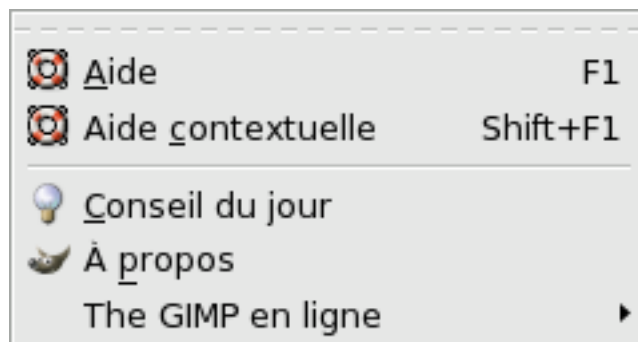 Aide F1
Aide contextuelle Shift+F1
Conseil du jour
À propos
The GIMP en ligne